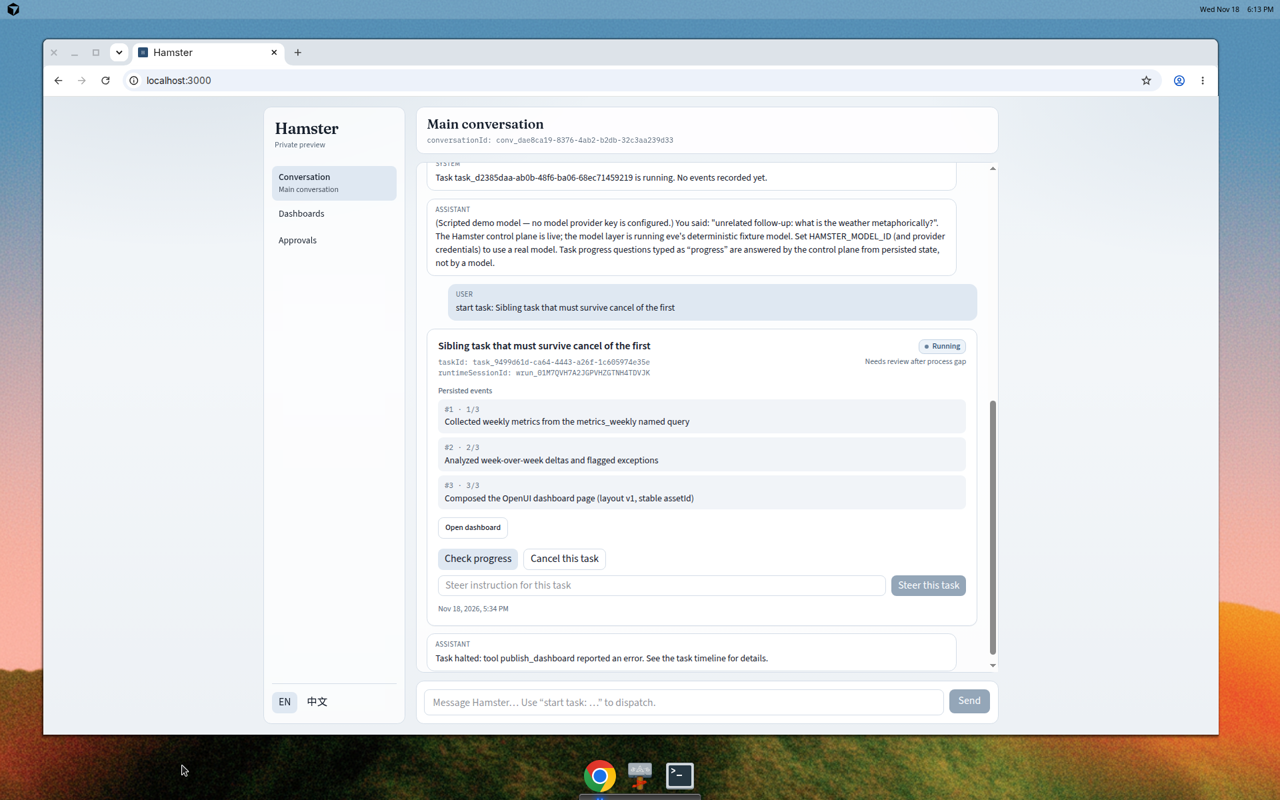 Wed Nov 18 6:13 PM
Hamster
localhost:3000
Hamster
Private preview
Conversation
Main conversation
Dashboards
Approvals
EN 中文
Main conversation
conversationId: conv_dae8ca19-8376-4ab2-b2db-32c3aa239d33
SYSTEM
Task task_d2385daa-ab0b-48f6-ba06-68ec71459219 is running. No events recorded yet.
ASSISTANT
(Scripted demo model — no model provider key is configured.) You said: "unrelated follow-up: what is the weather metaphorically?".
The Hamster control plane is live; the model layer is running eve's deterministic fixture model. Set HAMSTER_MODEL_ID (and provider
credentials) to use a real model. Task progress questions typed as “progress” are answered by the control plane from persisted state,
not by a model.
USER
start task: Sibling task that must survive cancel of the first
Sibling task that must survive cancel of the first
Running
taskId: task_9499d61d-ca64-4443-a26f-1c605974e35e
Needs review after process gap
runtimeSessionId: wrun_01M7QVH7A2JGPVHZGTNH4TDVJK
Persisted events
#1 · 1/3
Collected weekly metrics from the metrics_weekly named query
#2 · 2/3
Analyzed week-over-week deltas and flagged exceptions
#3 · 3/3
Composed the OpenUI dashboard page (layout v1, stable assetId)
Open dashboard
Check progress Cancel this task
Steer instruction for this task Steer this task
Nov 18, 2026, 5:34 PM
ASSISTANT
Task halted: tool publish_dashboard reported an error. See the task timeline for details.
Message Hamster… Use “start task: …” to dispatch. Send